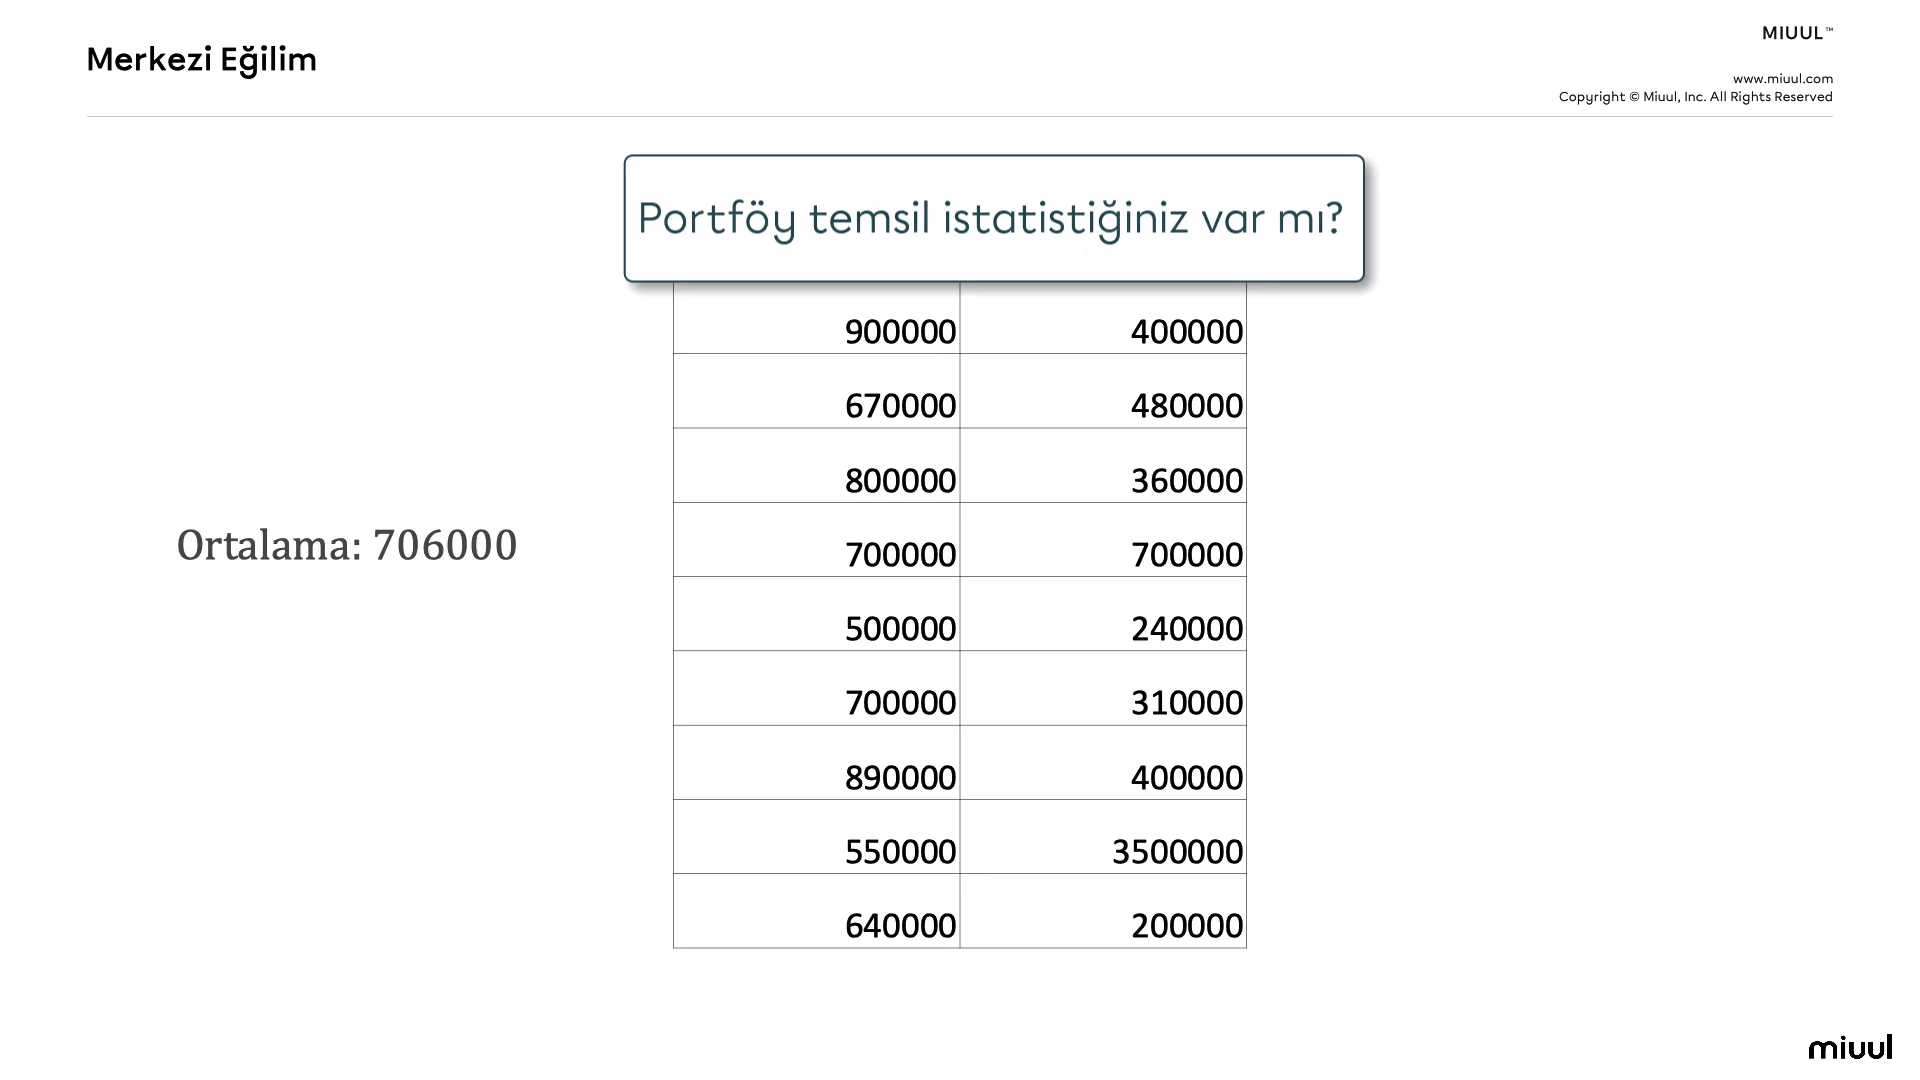 Merkezi Eğilim
MIUUL™
www.miuul.com
Copyright © Miuul, Inc. All Rights Reserved
Portföy temsil istatistiğiniz var mı?
900000 400000
670000 480000
800000 360000
Ortalama: 706000
700000 700000
500000 240000
700000 310000
890000 400000
550000 3500000
640000 200000
miuul